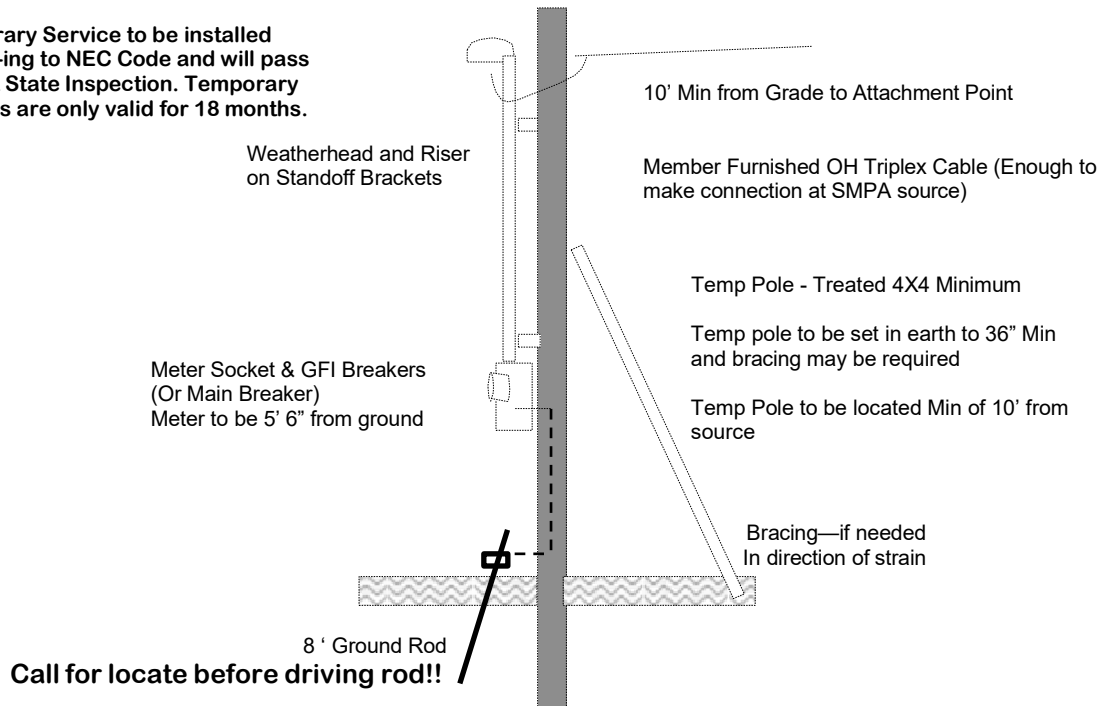 Service to be installed
to NEC Code and will pass
State Inspection. Temporary
are only valid for 18 months.
10’ Min from Grade to Attachment Point
Weatherhead and Riser
on Standoff Brackets
Member Furnished OH Triplex Cable (Enough to
make connection at SMPA source)
Temp Pole - Treated 4X4 Minimum
Temp pole to be set in earth to 36” Min
and bracing may be required
Temp Pole to be located Min of 10’ from
source
Meter Socket & GFI Breakers
(Or Main Breaker)
Meter to be 5’ 6” from ground
Bracing—if needed
In direction of strain
8 ‘ Ground Rod
Call for locate before driving rod!!